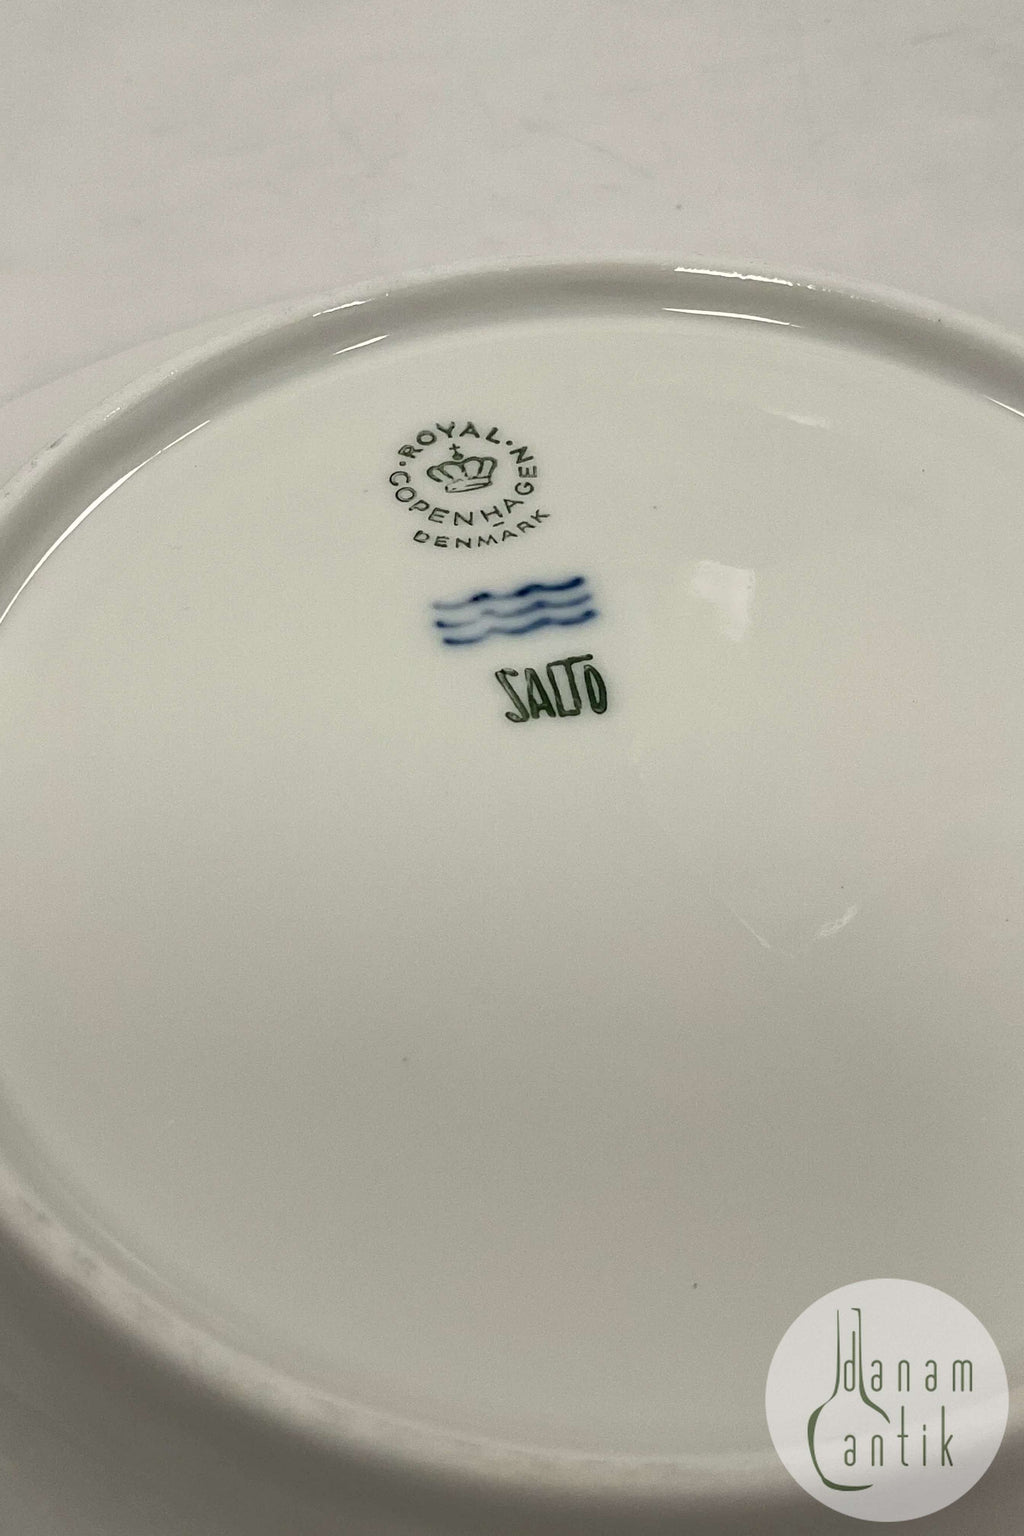 ROYAL
COPENHAGEN
DENMARK
SALTO
danam
antik